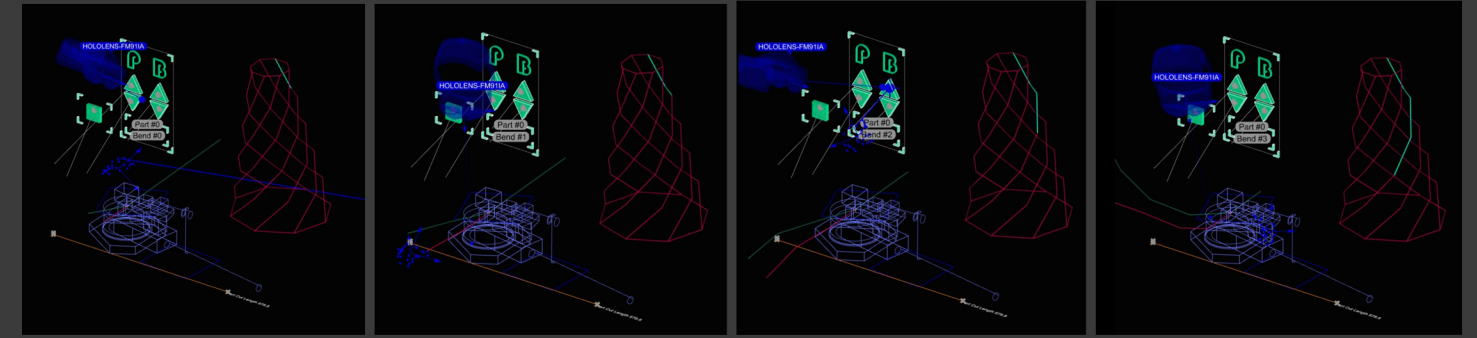 HOLOLENS-FM91IA
P B
Part #0
Bend #0
P B
HOLOLENS-FM91IA
Part #0
Bend #1
HOLOLENS-FM91IA
P B
Part #0
Bend #2
P B
HOLOLENS-FM91IA
Part #0
Bend #3